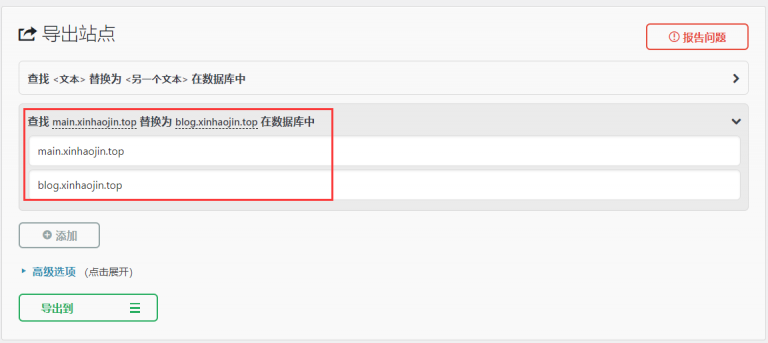 导出站点
报告问题
查找 <文本> 替换为 <另一个文本> 在数据库中
查找 main.xinhaojin.top 替换为 blog.xinhaojin.top 在数据库中
main.xinhaojin.top
blog.xinhaojin.top
添加
高级选项 (点击展开)
导出到